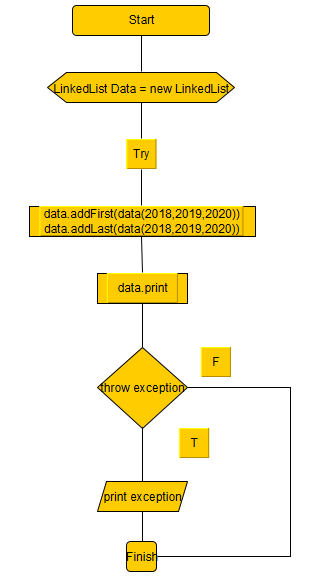 Start
LinkedList Data = new LinkedList
Try
data.addFirst(data(2018,2019,2020))
data.addLast(data(2018,2019,2020))
data.print
F
throw exception
T
print exception
Finish